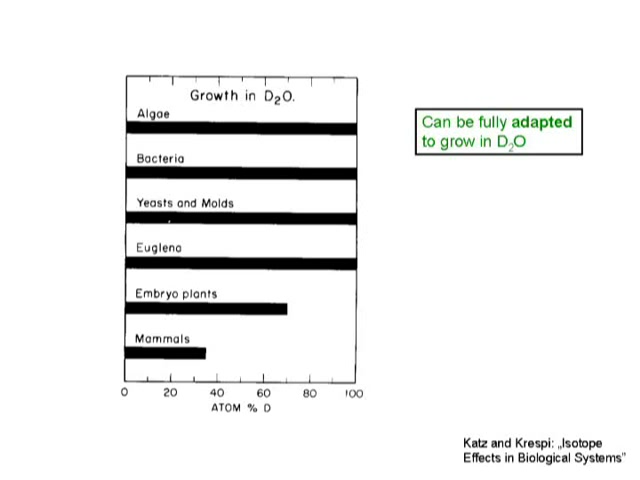 Growth in D₂O.
Algae
Bacteria
Yeasts and Molds
Euglena
Embryo plants
Mammals
0 20 40 60 80 100
ATOM % D
Can be fully adapted
to grow in D₂O
Katz and Krespi: „Isotope
Effects in Biological Systems"